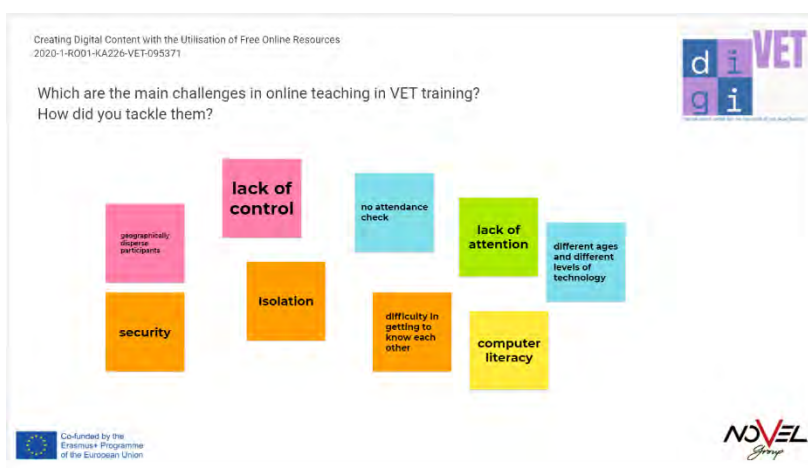 Creating Digital Content with the Utilisation of Free Online Resources
2020-1-RO01-KA226-VET-095371
digi VET
Which are the main challenges in online teaching in VET training?
How did you tackle them?
lack of
control
no attendance
check
lack of
attention
geographically
disperse
participants
different ages
and different
levels of
technology
Isolation
security
difficulty in
getting to
know each
other
computer
literacy
Co-funded by the
Erasmus+ Programme
of the European Union
NOVEL
Group